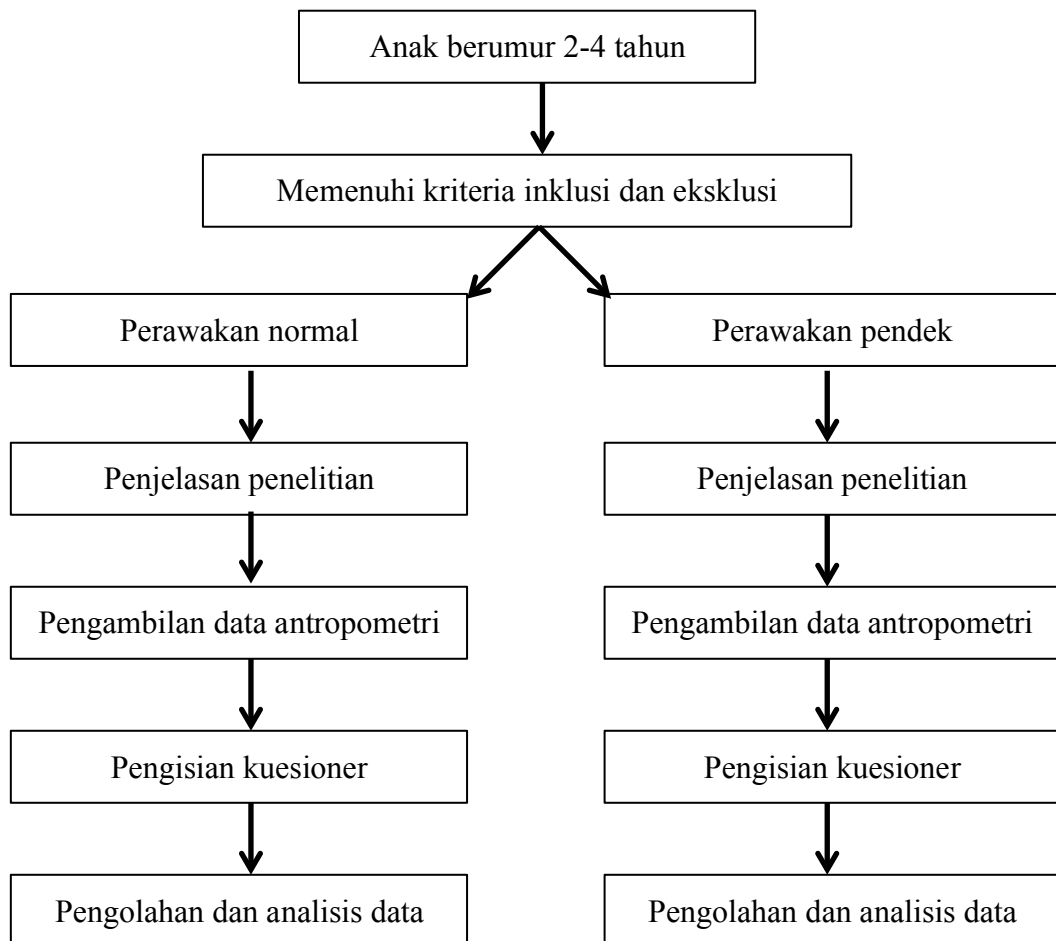 Anak berumur 2-4 tahun
Memenuhi kriteria inklusi dan eksklusi
Perawakan normal
Perawakan pendek
Penjelasan penelitian
Penjelasan penelitian
Pengambilan data antropometri
Pengambilan data antropometri
Pengisian kuesioner
Pengisian kuesioner
Pengolahan dan analisis data
Pengolahan dan analisis data